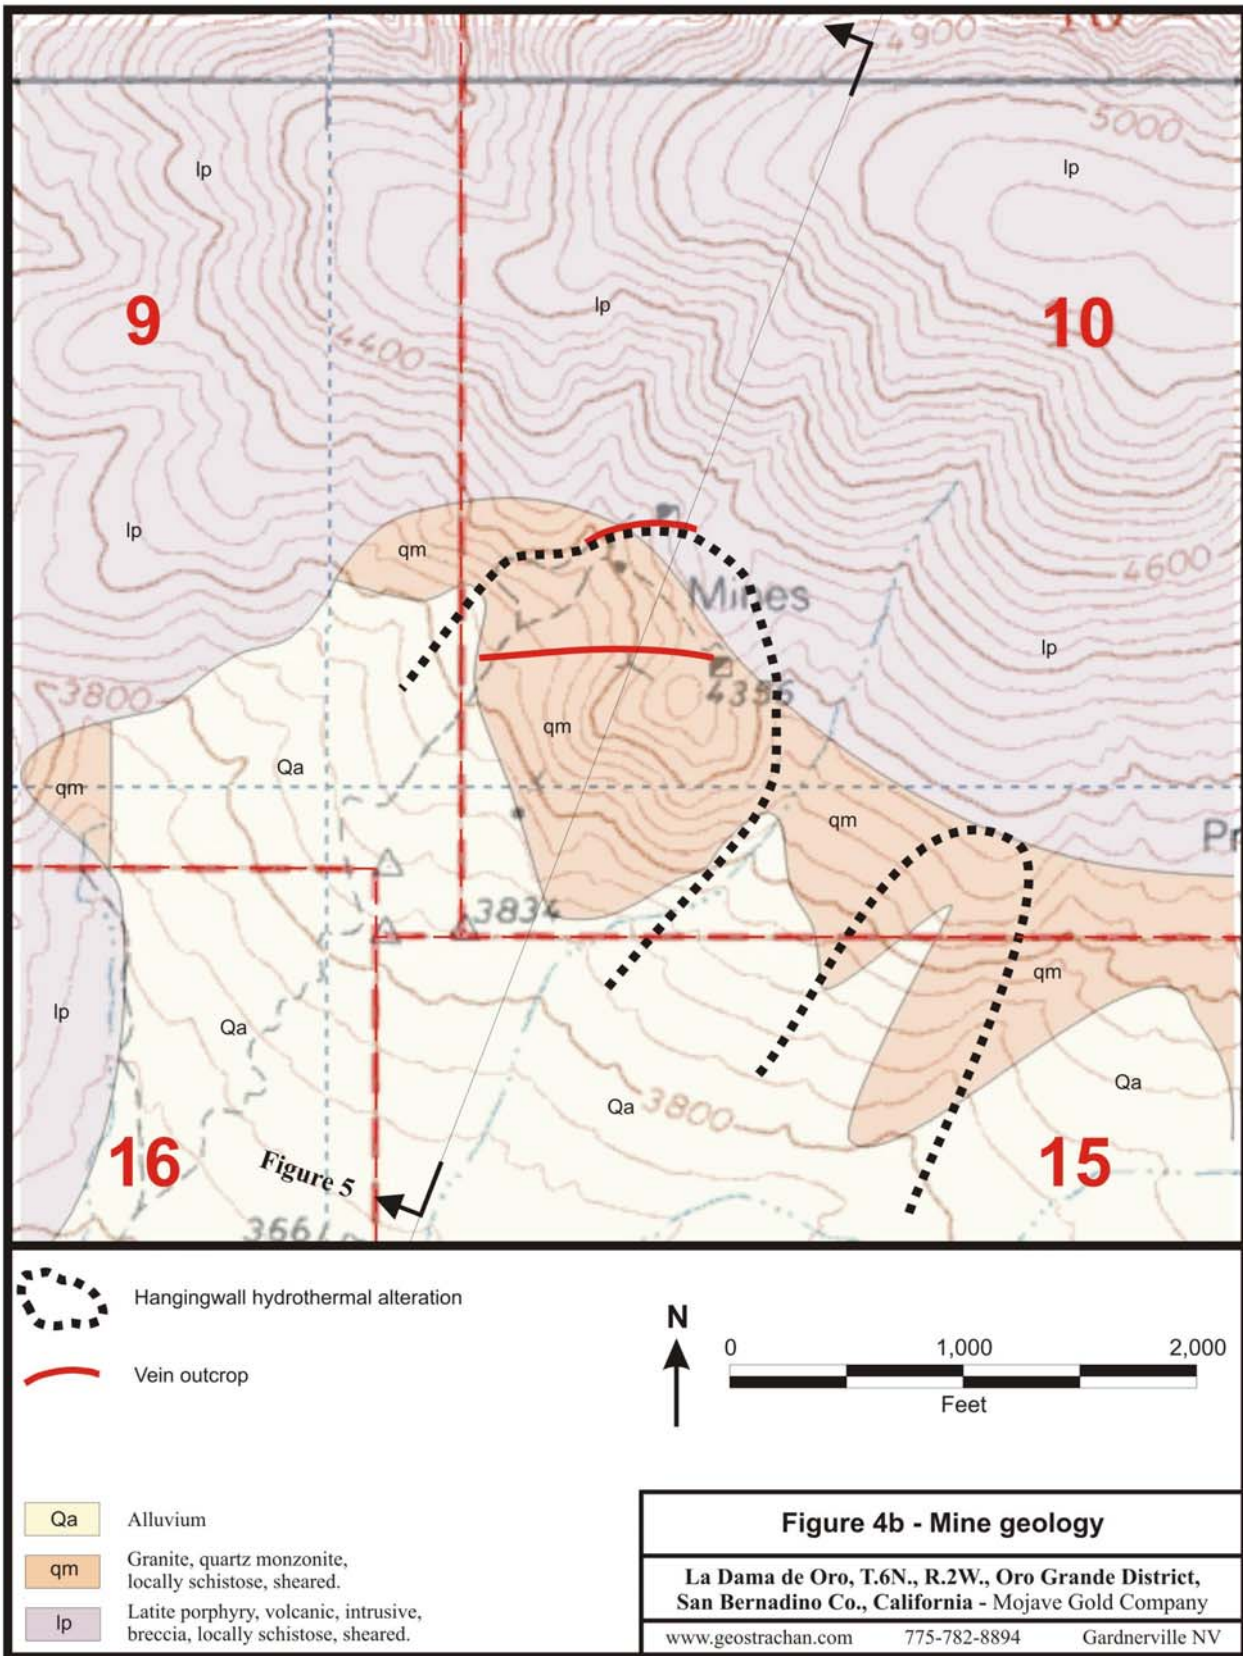 4900
5000
lp
lp
lp
9
10
4400
lp
qm
4600
Mines
lp
3800
4356
qm
Qa
qm
qm
Pr
3834
qm
lp
Qa
Qa
Qa
3800
16
15
Figure 5
366
Hangingwall hydrothermal alteration
N
0 1,000 2,000
Vein outcrop
Feet
Qa Alluvium
qm Granite, quartz monzonite,
locally schistose, sheared.
lp Latite porphyry, volcanic, intrusive,
breccia, locally schistose, sheared.
Figure 4b - Mine geology
La Dama de Oro, T.6N., R.2W., Oro Grande District,
San Bernadino Co., California - Mojave Gold Company
www.geostrachan.com 775-782-8894 Gardnerville NV